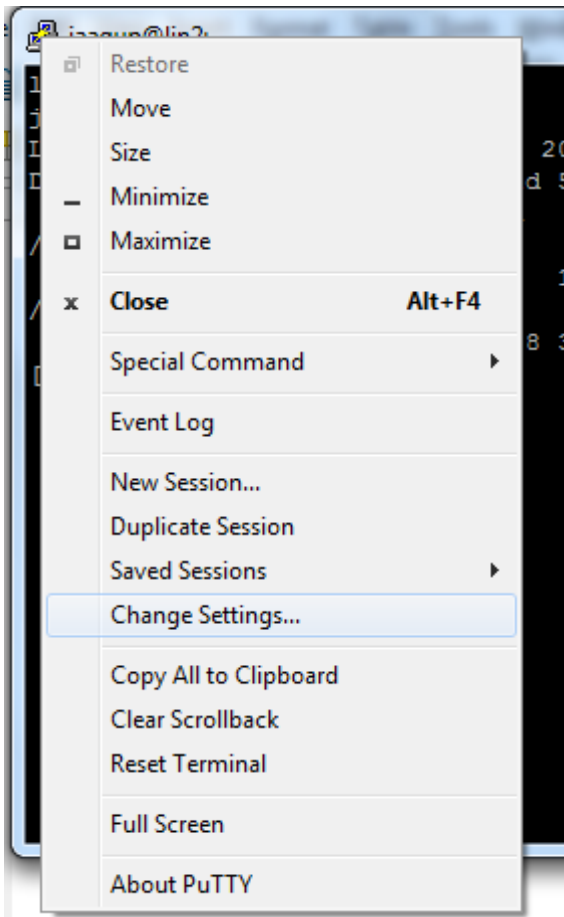 Restore
Move
Size
Minimize
Maximize
Close Alt+F4
Special Command
Event Log
New Session...
Duplicate Session
Saved Sessions
Change Settings...
Copy All to Clipboard
Clear Scrollback
Reset Terminal
Full Screen
About PuTTY